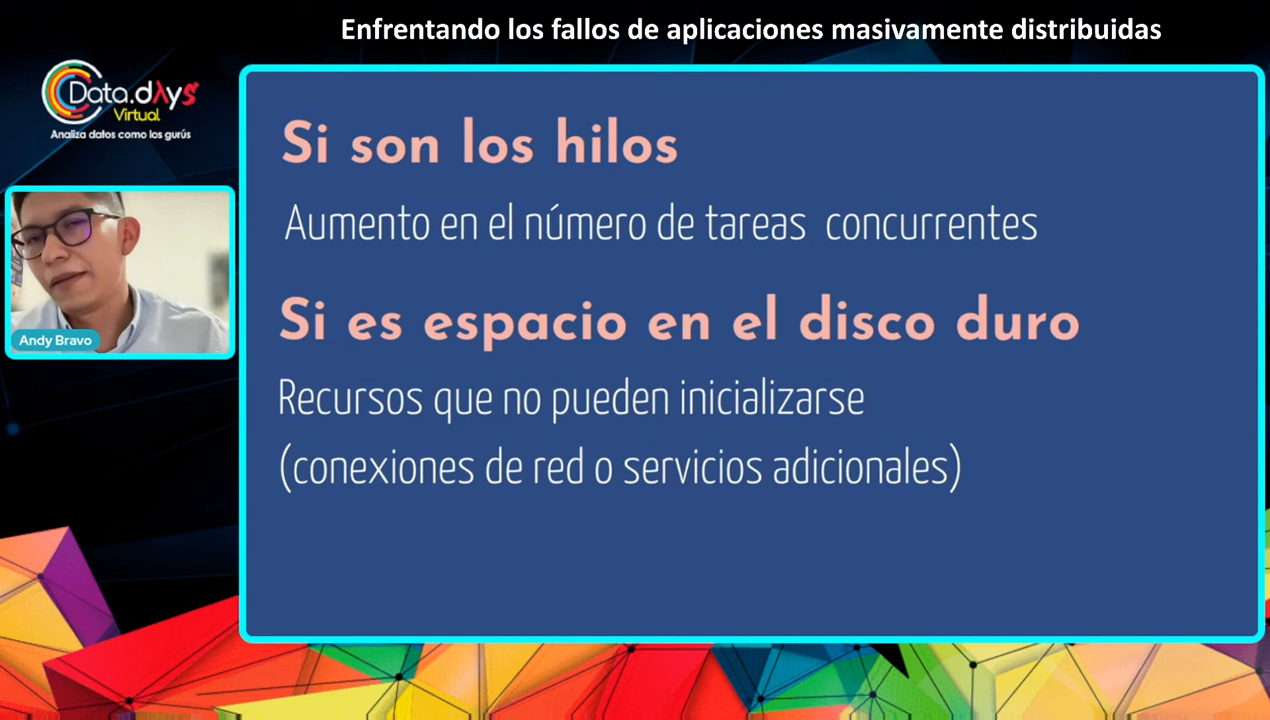 Enfrentando los fallos de aplicaciones masivamente distribuidas
Data.dAys
Virtual
Analiza datos como los gurús
Si son los hilos
Aumento en el número de tareas concurrentes
Si es espacio en el disco duro
Recursos que no pueden inicializarse
(conexiones de red o servicios adicionales)
Andy Bravo